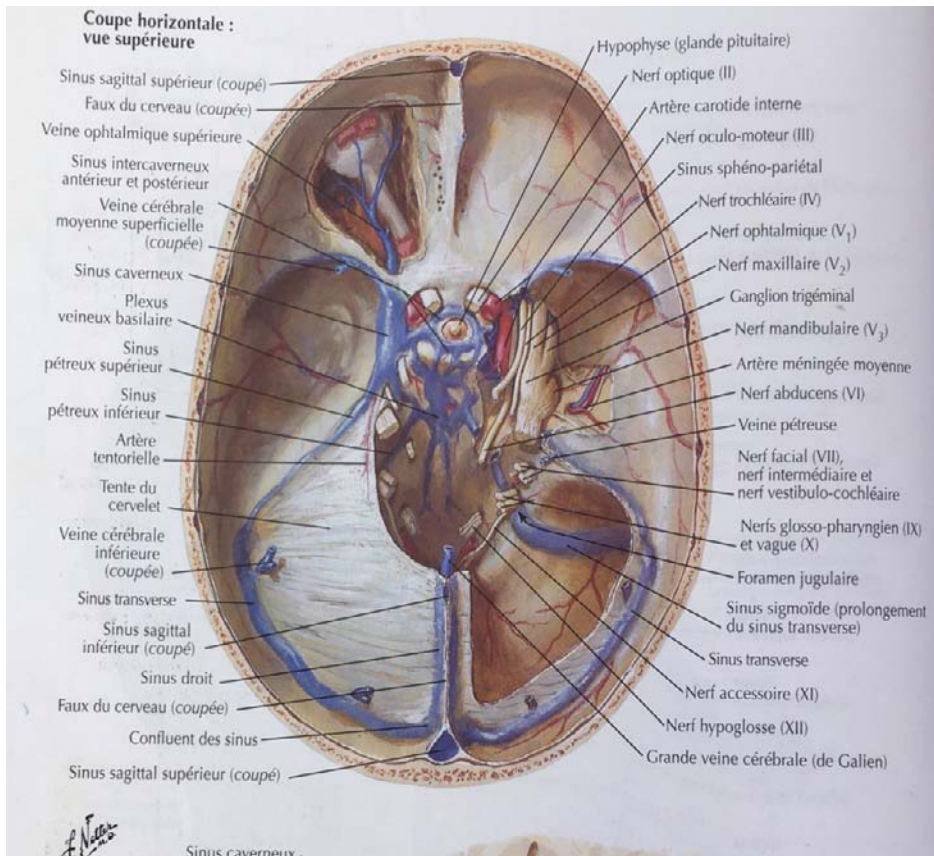 Coupe horizontale :
vue supérieure
Sinus sagittal supérieur (coupé)
Faux du cerveau (coupée)
Veine ophtalmique supérieure
Sinus intercaverneux
antérieur et postérieur
Veine cérébrale
moyenne superficielle
(coupée)
Sinus caverneux
Plexus
veineux basilaire
Sinus
pétreux supérieur
Sinus
pétreux inférieur
Artère
tentorielle
Tente du
cervelet
Veine cérébrale
inférieure
(coupée)
Sinus transverse
Sinus sagittal
inférieur (coupé)
Sinus droit
Faux du cerveau (coupée)
Confluent des sinus
Sinus sagittal supérieur (coupé)
Hypophyse (glande pituitaire)
Nerf optique (II)
Artère carotide interne
Nerf oculo-moteur (III)
Sinus sphéno-pariétal
Nerf trochléaire (IV)
Nerf ophtalmique (V₁)
Nerf maxillaire (V₂)
Ganglion trigéminal
Nerf mandibulaire (V₃)
Artère méningée moyenne
Nerf abducens (VI)
Veine pétreuse
Nerf facial (VII),
nerf intermédiaire et
nerf vestibulo-cochléaire
Nerfs glosso-pharyngien (IX)
et vague (X)
Foramen jugulaire
Sinus sigmoïde (prolongement
du sinus transverse)
Sinus transverse
Nerf accessoire (XI)
Nerf hypoglosse (XII)
Grande veine cérébrale (de Galien)
F. Netter
Sinus caverneux